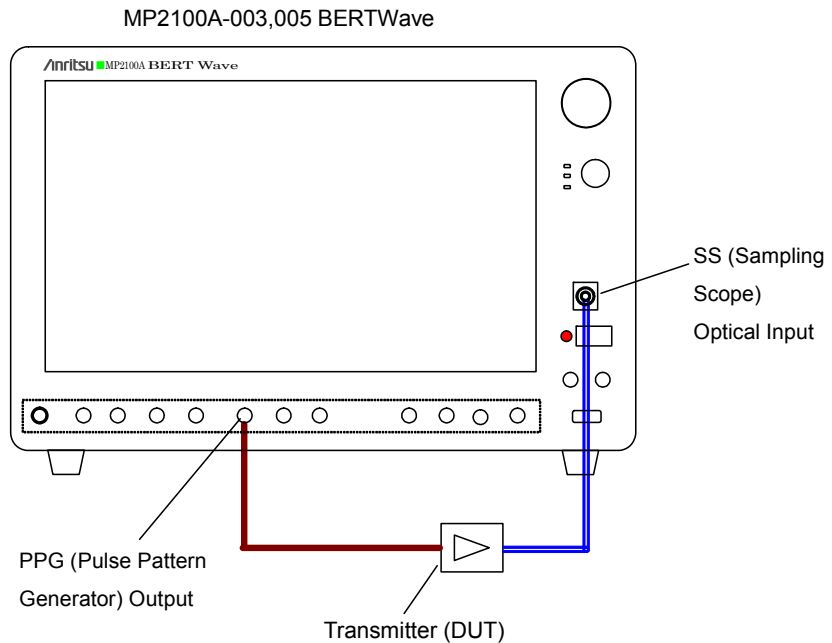 MP2100A-003,005 BERTWave
Anritsu MP2100A BERT Wave
SS (Sampling
Scope)
Optical Input
PPG (Pulse Pattern
Generator) Output
Transmitter (DUT)